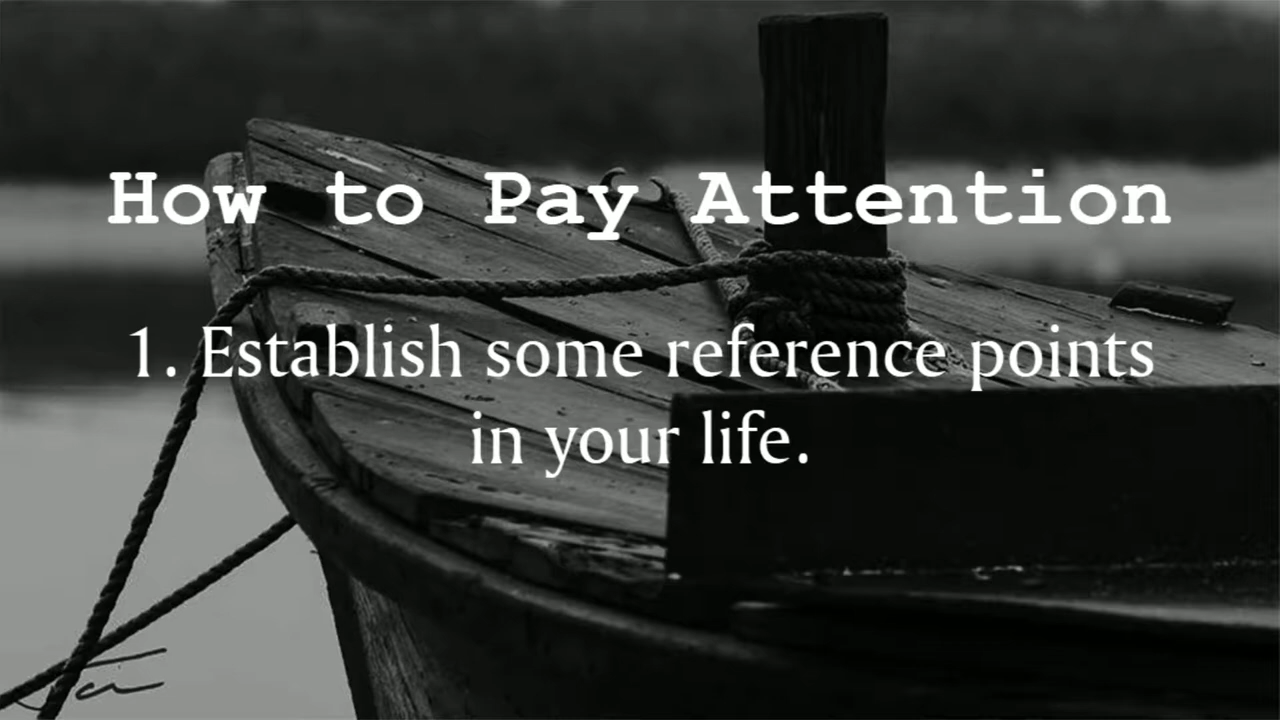 How to Pay Attention
1. Establish some reference points
in your life.